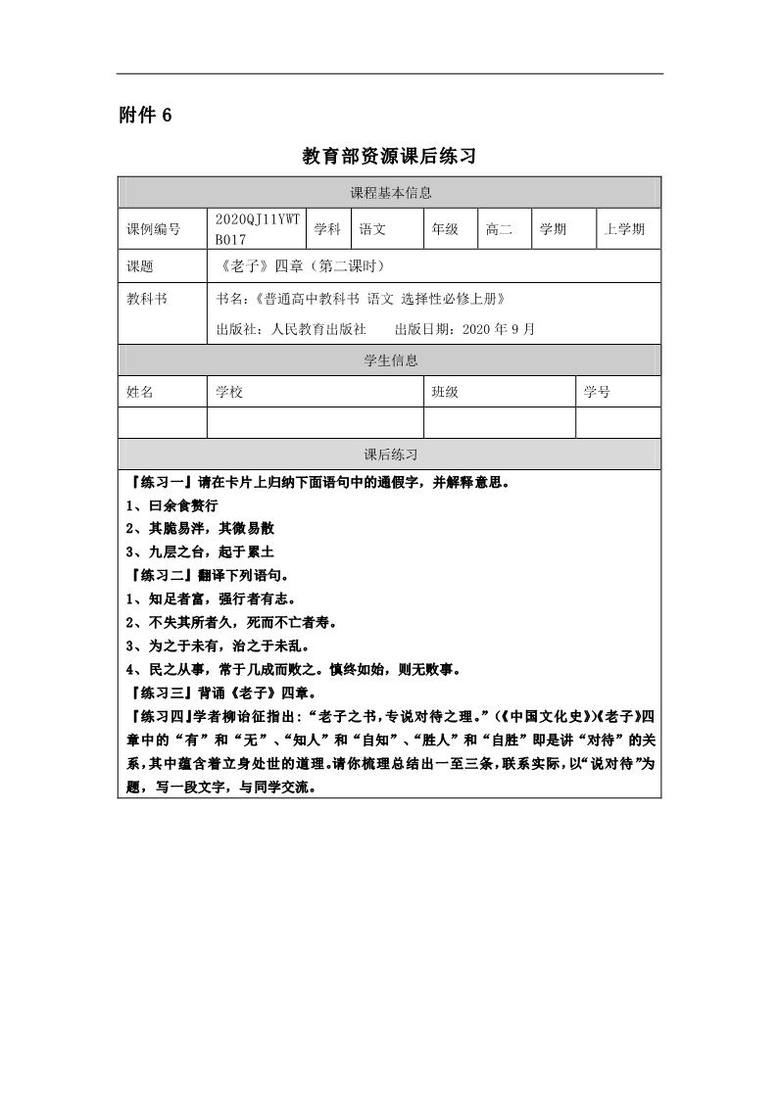 附件 6
教育部资源课后练习
课程基本信息
课例编号 2020QJ11YWTB017 学科 语文 年级 高二 学期 上学期
课题 《老子》四章（第二课时）
教科书 书名：《普通高中教科书 语文 选择性必修上册》
出版社：人民教育出版社 出版日期：2020 年 9 月
学生信息
姓名 学校 班级 学号
课后练习
『练习一』请在卡片上归纳下面语句中的通假字，并解释意思。
1、曰余食赘行
2、其脆易泮，其微易散
3、九层之台，起于累土
『练习二』翻译下列语句。
1、知足者富，强行者有志。
2、不失其所者久，死而不亡者寿。
3、为之于未有，治之于未乱。
4、民之从事，常于几成而败之。慎终如始，则无败事。
『练习三』背诵《老子》四章。
『练习四』学者柳诒征指出：“老子之书，专说对待之理。”（《中国文化史》）《老子》四
章中的“有”和“无”、“知人”和“自知”、“胜人”和“自胜”即是讲“对待”的关
系，其中蕴含着立身处世的道理。请你梳理总结出一至三条，联系实际，以“说对待”为
题，写一段文字，与同学交流。